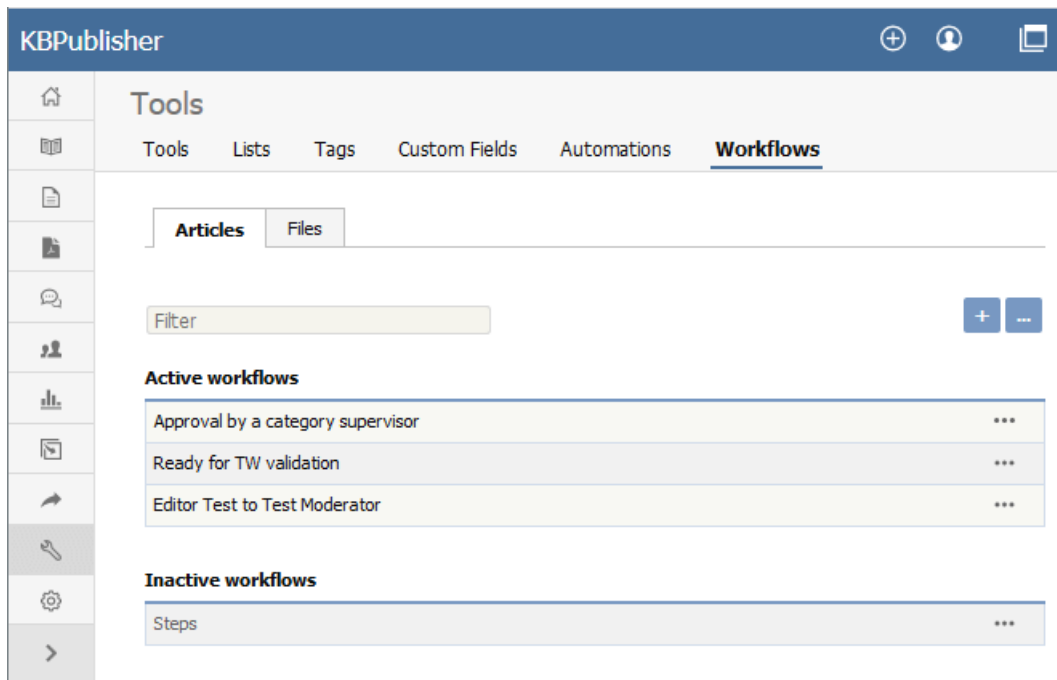 KBPublisher
Tools
Tools Lists Tags Custom Fields Automations Workflows
Articles Files
Filter
+ ...
Active workflows
Approval by a category supervisor ...
Ready for TW validation ...
Editor Test to Test Moderator ...
Inactive workflows
Steps ...